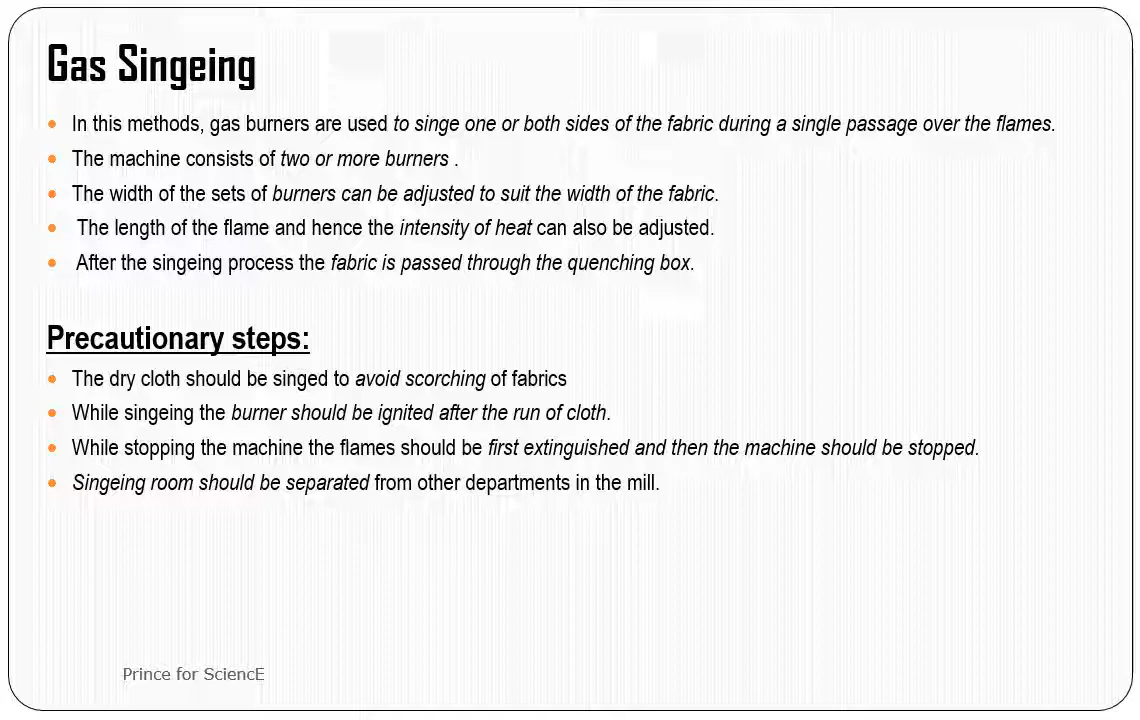 Gas Singeing
In this methods, gas burners are used to singe one or both sides of the fabric during a single passage over the flames.
The machine consists of two or more burners .
The width of the sets of burners can be adjusted to suit the width of the fabric.
The length of the flame and hence the intensity of heat can also be adjusted.
After the singeing process the fabric is passed through the quenching box.
Precautionary steps:
The dry cloth should be singed to avoid scorching of fabrics
While singeing the burner should be ignited after the run of cloth.
While stopping the machine the flames should be first extinguished and then the machine should be stopped.
Singeing room should be separated from other departments in the mill.
Prince for SciencE